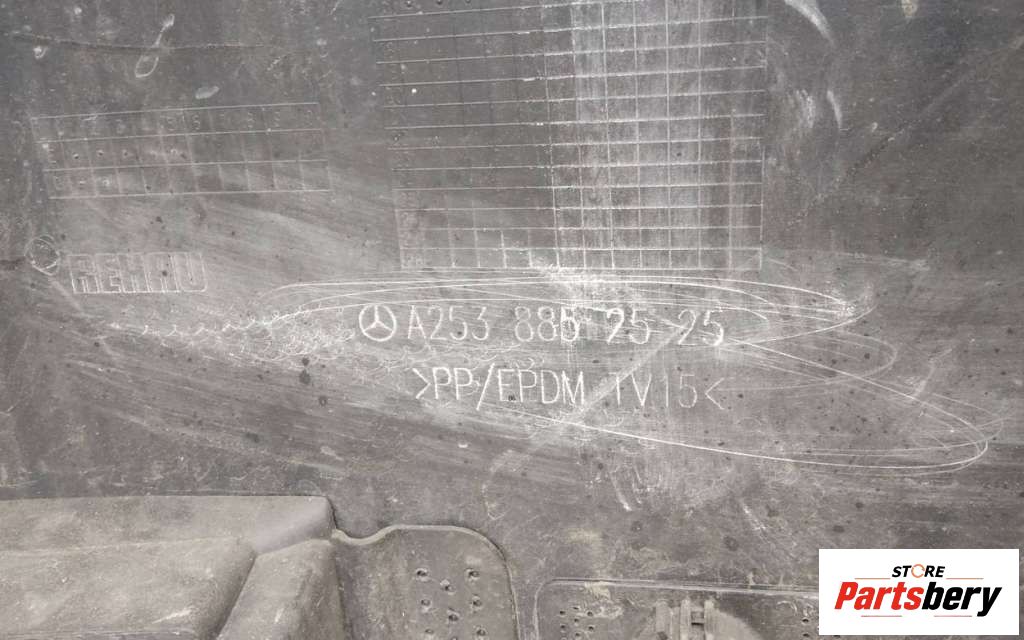 REHAU
A253 885 25 25
>PP/EPDM TV15<
STORE
Partsbery